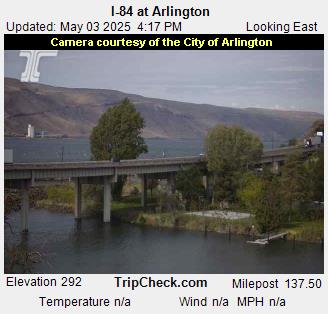 I-84 at Arlington
Updated: May 03 2025 4:17 PM Looking East
Camera courtesy of the City of Arlington
Elevation 292 TripCheck.com Milepost 137.50
Temperature n/a Wind n/a MPH n/a